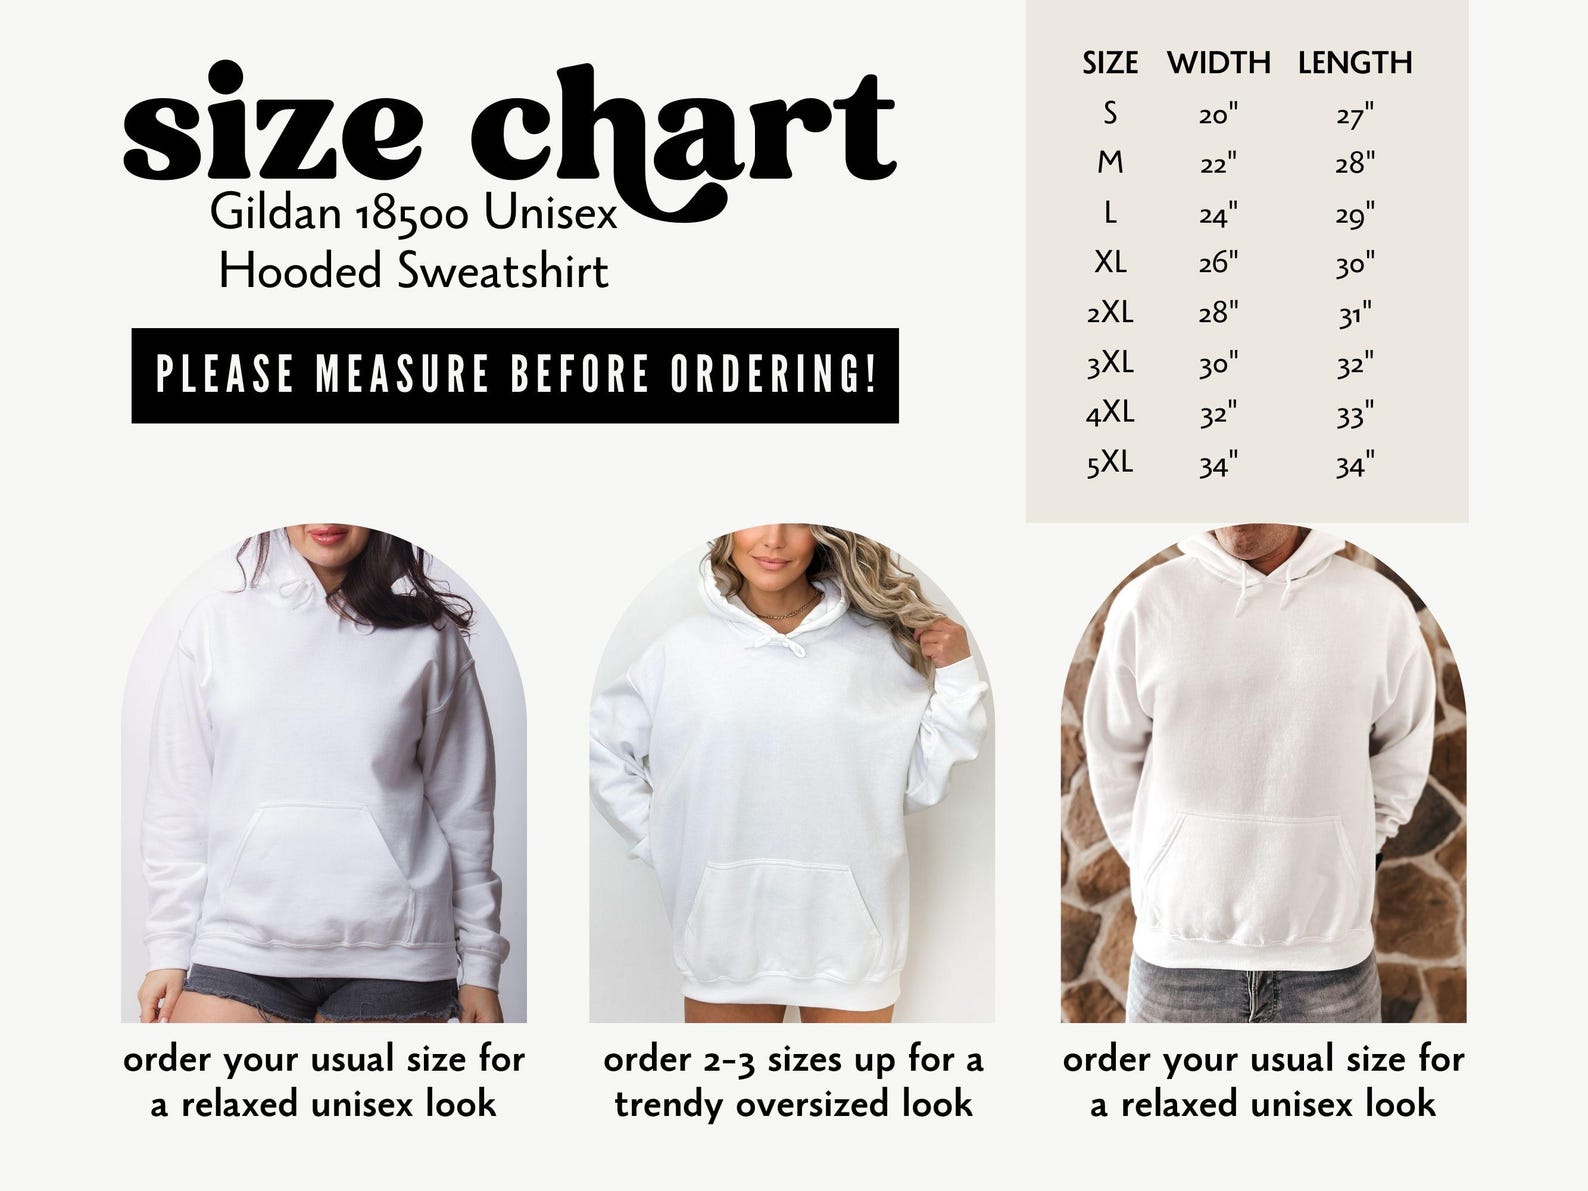 size chart
Gildan 18500 Unisex
Hooded Sweatshirt
PLEASE MEASURE BEFORE ORDERING!
SIZE WIDTH LENGTH
S 20" 27"
M 22" 28"
L 24" 29"
XL 26" 30"
2XL 28" 31"
3XL 30" 32"
4XL 32" 33"
5XL 34" 34"
order your usual size for
a relaxed unisex look
order 2-3 sizes up for a
trendy oversized look
order your usual size for
a relaxed unisex look